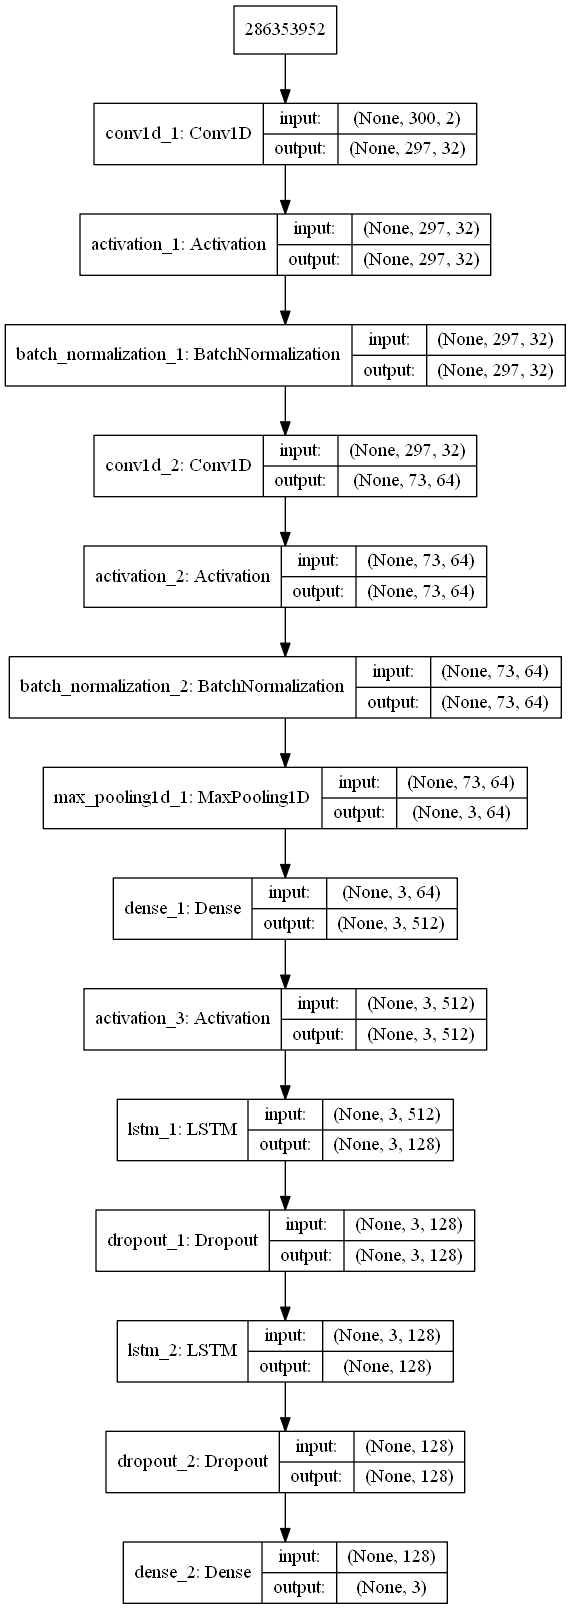 286353952
conv1d_1: Conv1D
input:
(None, 300, 2)
output:
(None, 297, 32)
activation_1: Activation
input:
(None, 297, 32)
output:
(None, 297, 32)
batch_normalization_1: BatchNormalization
input:
(None, 297, 32)
output:
(None, 297, 32)
conv1d_2: Conv1D
input:
(None, 297, 32)
output:
(None, 73, 64)
activation_2: Activation
input:
(None, 73, 64)
output:
(None, 73, 64)
batch_normalization_2: BatchNormalization
input:
(None, 73, 64)
output:
(None, 73, 64)
max_pooling1d_1: MaxPooling1D
input:
(None, 73, 64)
output:
(None, 3, 64)
dense_1: Dense
input:
(None, 3, 64)
output:
(None, 3, 512)
activation_3: Activation
input:
(None, 3, 512)
output:
(None, 3, 512)
lstm_1: LSTM
input:
(None, 3, 512)
output:
(None, 3, 128)
dropout_1: Dropout
input:
(None, 3, 128)
output:
(None, 3, 128)
lstm_2: LSTM
input:
(None, 3, 128)
output:
(None, 128)
dropout_2: Dropout
input:
(None, 128)
output:
(None, 128)
dense_2: Dense
input:
(None, 128)
output:
(None, 3)